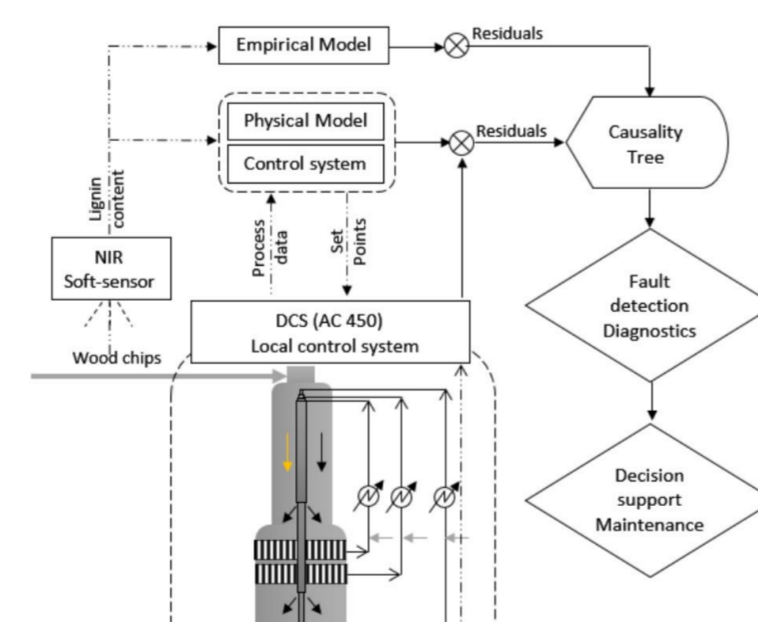 Empirical Model
Residuals
Physical Model
Control system
Residuals
Causality
Tree
Lignin
content
NIR
Soft-sensor
Process
data
Set
Points
Fault
detection
Diagnostics
DCS (AC 450)
Local control system
Wood chips
Decision
support
Maintenance